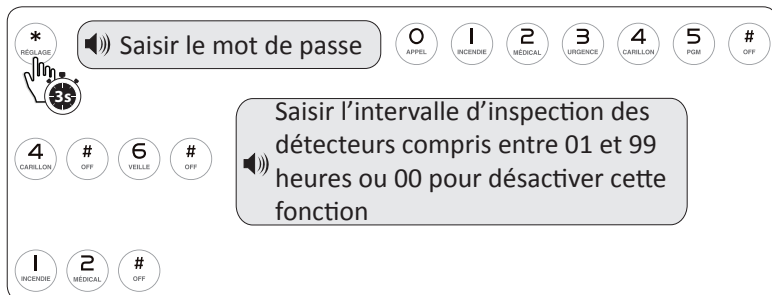 * Saisir le mot de passe 0 1 2 3 4 5 #
RÉGLAGE APPEL INCENDIE MÉDICAL URGENCE CARILLON PGM OFF
3s
Saisir l'intervalle d'inspection des
détecteurs compris entre 01 et 99
heures ou 00 pour désactiver cette
fonction
4 # 6 #
CARILLON OFF VEILLE OFF
1 2 #
INCENDIE MÉDICAL OFF